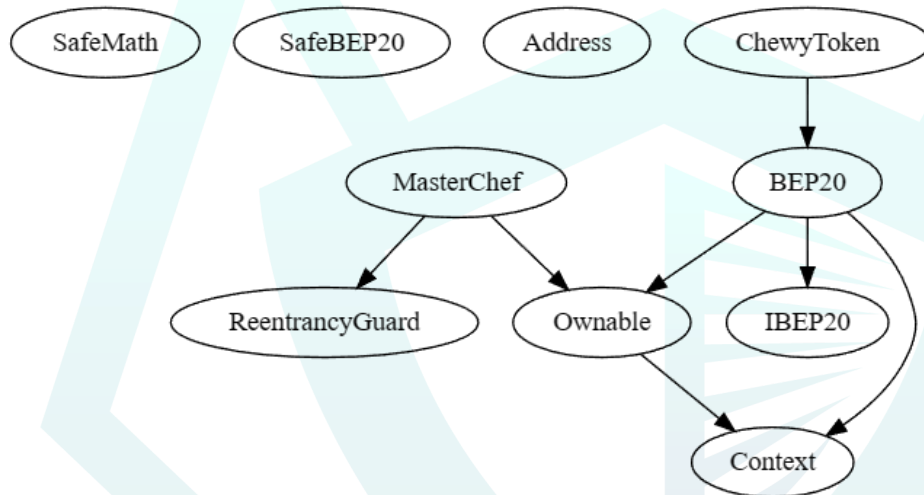 SafeMath
SafeBEP20
Address
ChewyToken
MasterChef
BEP20
ReentrancyGuard
Ownable
IBEP20
Context